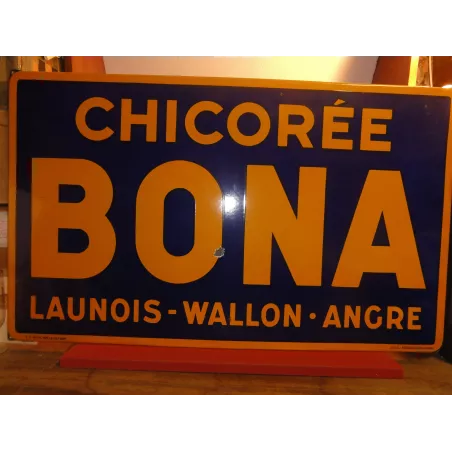 CHICORÉE
BONA
LAUNOIS - WALLON · ANGRE